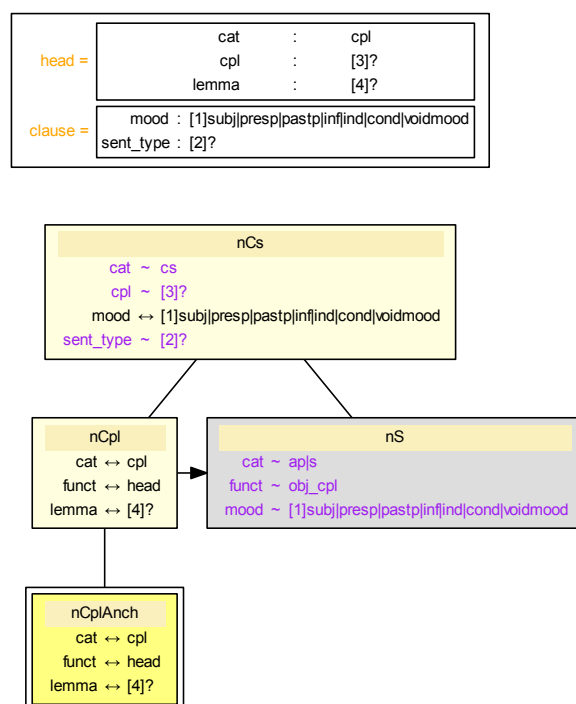 head =
cat : cpl
cpl : [3]?
lemma : [4]?
clause =
mood : [1]subj|presp|pastp|inf|ind|cond|voidmood
sent_type : [2]?
nCs
cat ~ cs
cpl ~ [3]?
mood ↔ [1]subj|presp|pastp|inf|ind|cond|voidmood
sent_type ~ [2]?
nCpl
cat ↔ cpl
funct ↔ head
lemma ↔ [4]?
nS
cat ~ ap|s
funct ~ obj_cpl
mood ~ [1]subj|presp|pastp|inf|ind|cond|voidmood
nCplAnch
cat ↔ cpl
funct ↔ head
lemma ↔ [4]?